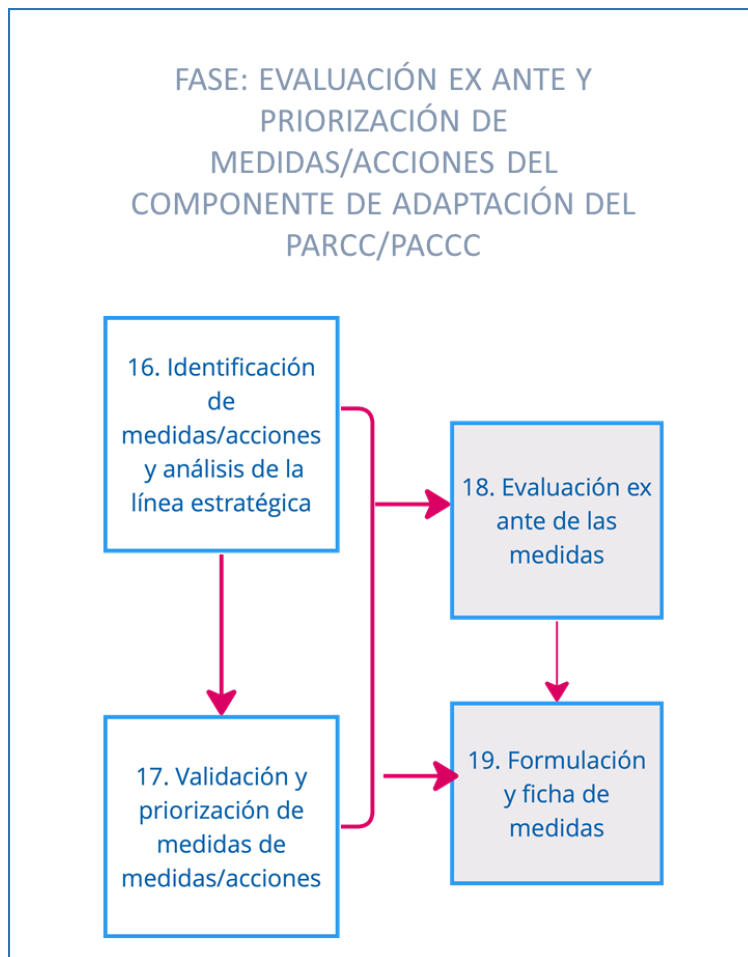 FASE: EVALUACIÓN EX ANTE Y
PRIORIZACIÓN DE
MEDIDAS/ACCIONES DEL
COMPONENTE DE ADAPTACIÓN DEL
PARCC/PACCC
16. Identificación
de
medidas/acciones
y análisis de la
línea estratégica
17. Validación y
priorización de
medidas de
medidas/acciones
18. Evaluación ex
ante de las
medidas
19. Formulación
y ficha de
medidas